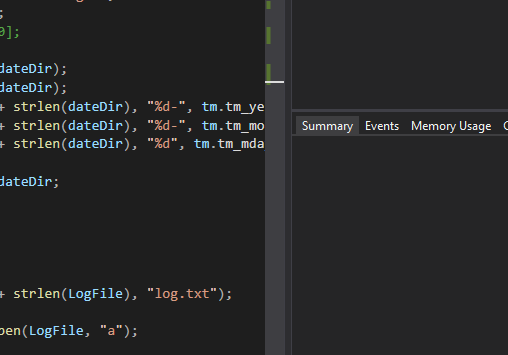 ;
0];
dateDir);
dateDir);
+ strlen(dateDir), "%d-", tm.tm_ye
+ strlen(dateDir), "%d-", tm.tm_mo
+ strlen(dateDir), "%d", tm.tm_mda
dateDir;
+ strlen(LogFile), "log.txt");
pen(LogFile, "a");
Summary Events Memory Usage